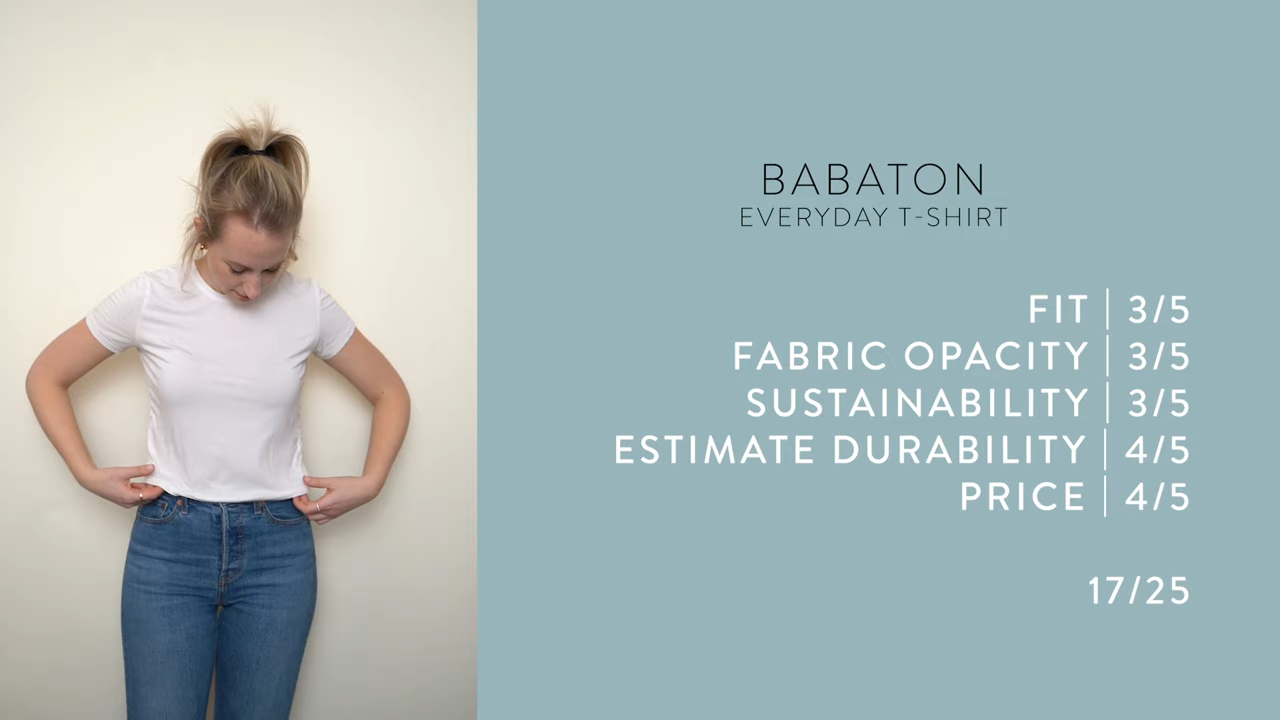 BABATON
EVERYDAY T-SHIRT
FIT | 3/5
FABRIC OPACITY | 3/5
SUSTAINABILITY | 3/5
ESTIMATE DURABILITY | 4/5
PRICE | 4/5
17/25